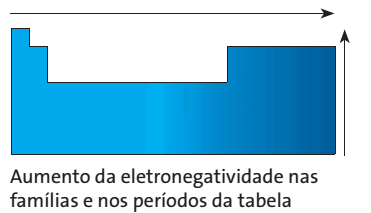 Aumento da eletronegatividade nas
famílias e nos períodos da tabela